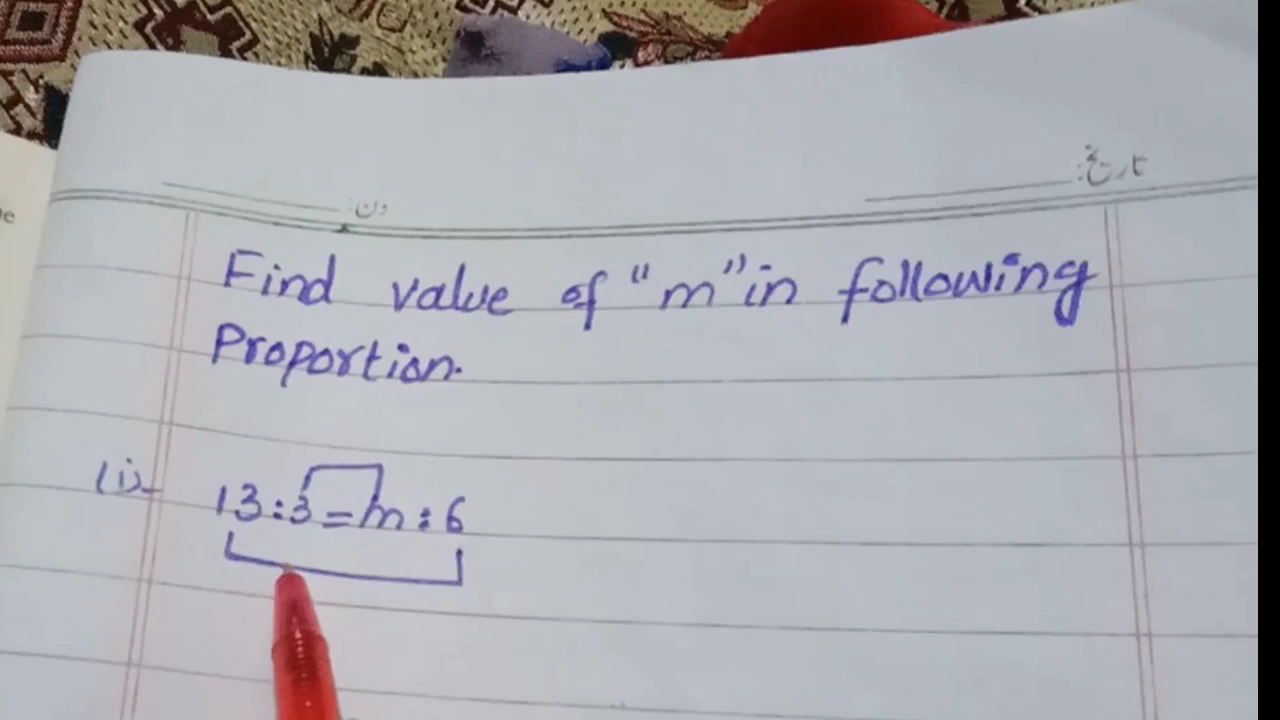 تاریخ:
دن:
Find value of "m" in following
Proportion.
(i)- 13:3=m:6